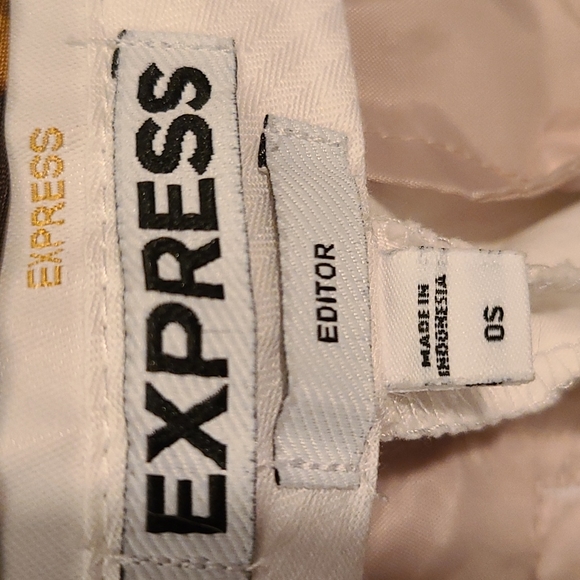 EXPRESS
EXPRESS
EDITOR
MADE IN
INDONESIA
0S